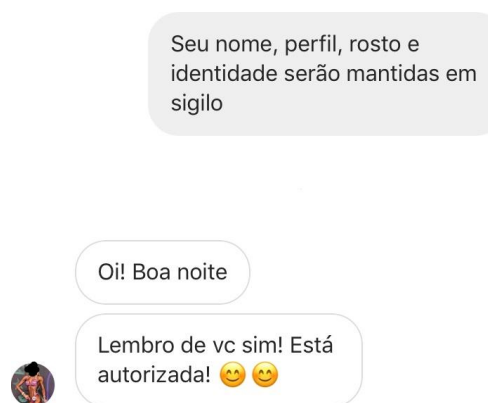 Seu nome, perfil, rosto e
identidade serão mantidas em
sigilo
Oi! Boa noite
Lembro de vc sim! Está
autorizada! 😊 😊